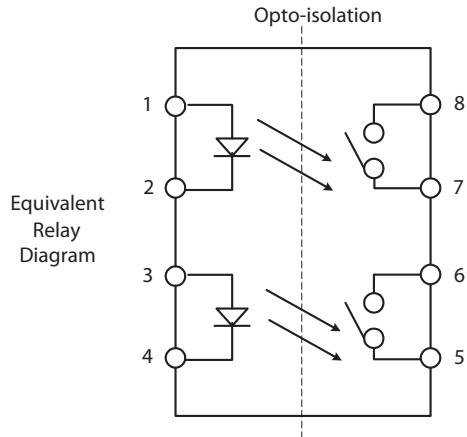 Opto-isolation
1
8
2
7
Equivalent
Relay
Diagram
3
6
4
5